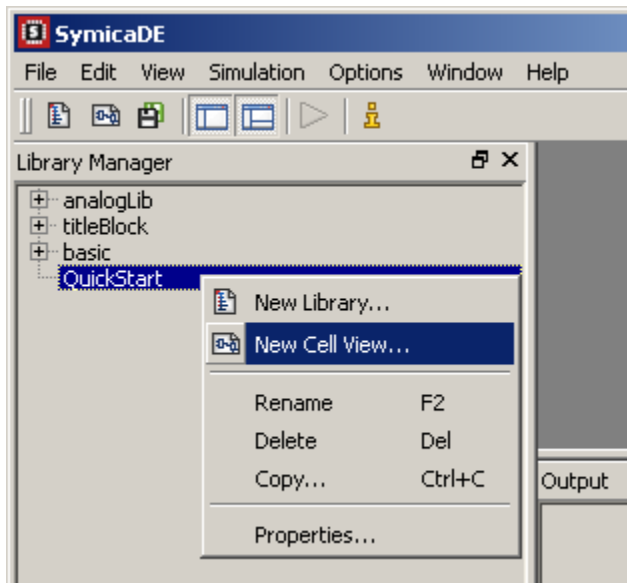 SymicaDE
File Edit View Simulation Options Window Help
Library Manager
analogLib
titleBlock
basic
QuickStart
New Library...
New Cell View...
Rename F2
Delete Del
Copy... Ctrl+C
Output
Properties...